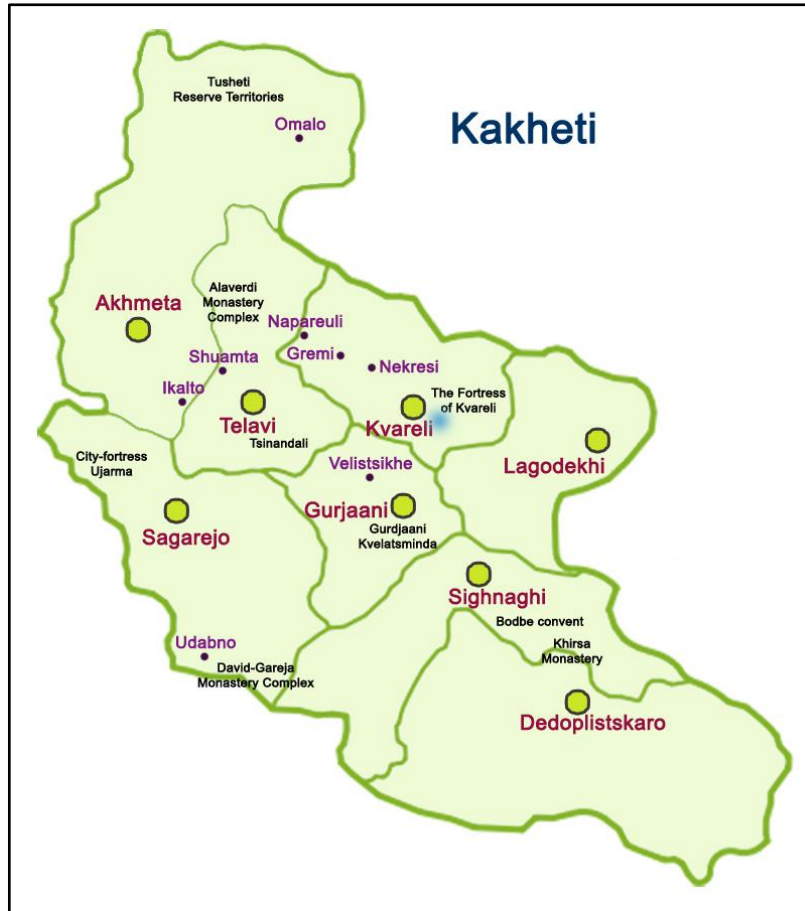 Tusheti
Reserve Territories
Omalo
Kakheti
Alaverdi
Monastery
Complex
Akhmeta
Napareuli
Shuamta
Gremi
Nekresi
Ikalto
The Fortress
of Kvareli
Telavi
Kvareli
Tsinandali
City-fortress
Ujarma
Velistsikhe
Lagodekhi
Gurjaani
Sagarejo
Gurdjaani
Kvelatsminda
Sighnaghi
Bodbe convent
Udabno
Khirsa
Monastery
David-Gareja
Monastery Complex
Dedoplistskaro